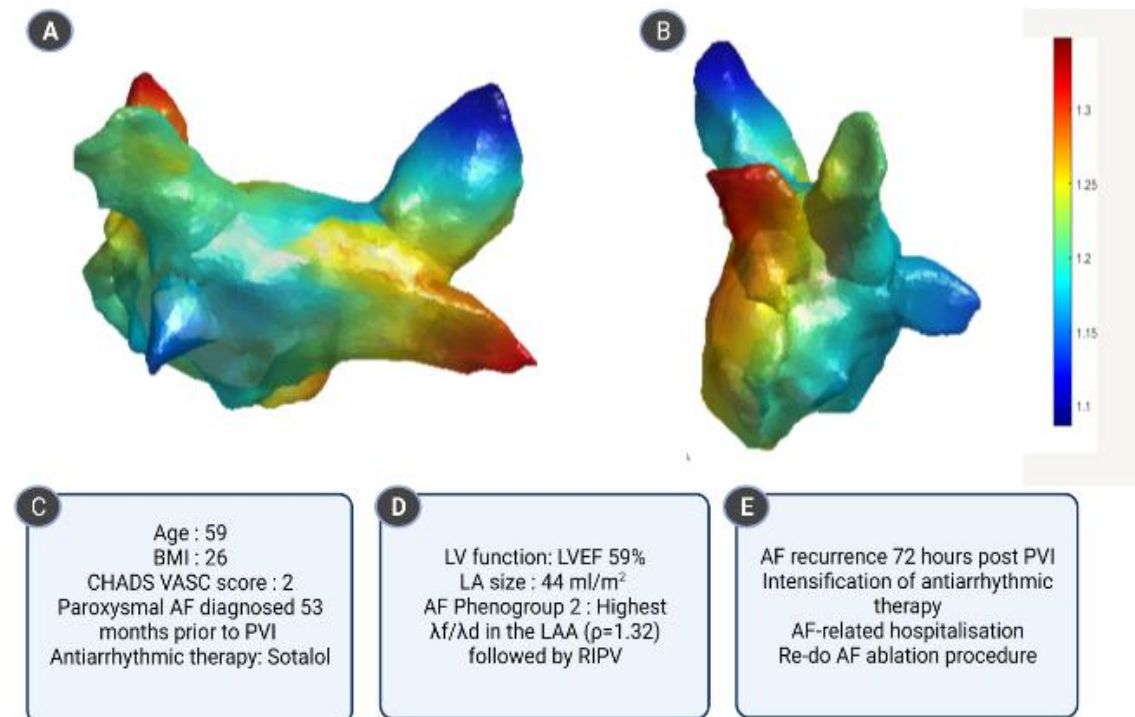 A
B
1.3
1.25
1.2
1.15
1.1
C
Age : 59
BMI : 26
CHADS VASC score : 2
Paroxysmal AF diagnosed 53
months prior to PVI
Antiarrhythmic therapy: Sotalol
D
LV function: LVEF 59%
LA size : 44 ml/m²
AF Phenogroup 2 : Highest
λf/λd in the LAA (ρ=1.32)
followed by RIPV
E
AF recurrence 72 hours post PVI
Intensification of antiarrhythmic
therapy
AF-related hospitalisation
Re-do AF ablation procedure